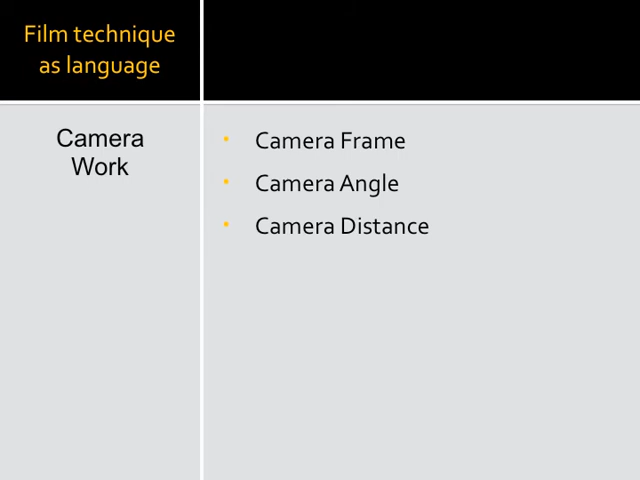 Film technique
as language
Camera
Work
• Camera Frame
• Camera Angle
• Camera Distance